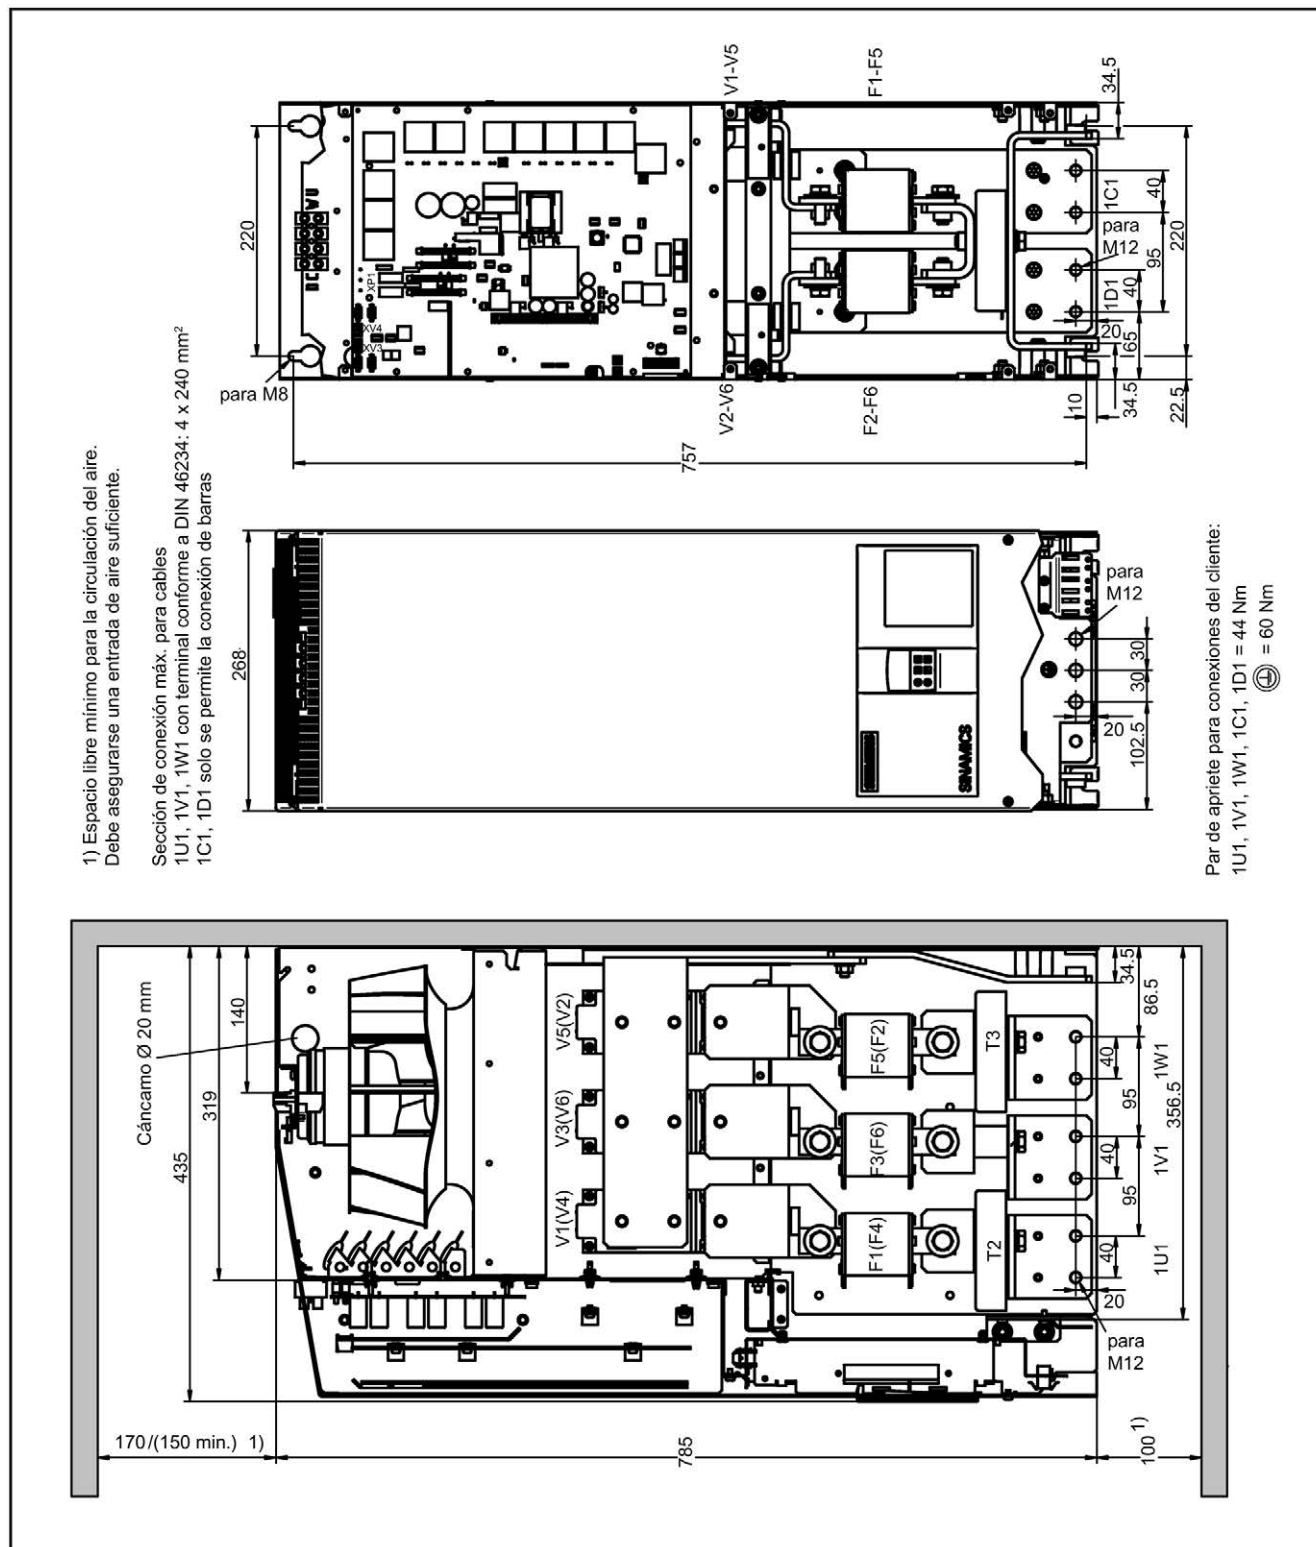 1) Espacio libre mínimo para la circulación del aire.
Debe asegurarse una entrada de aire suficiente.
Sección de conexión máx. para cables
1U1, 1V1, 1W1 con terminal conforme a DIN 46234: 4 x 240 mm²
1C1, 1D1 solo se permite la conexión de barras
Cáncamo Ø 20 mm
140
319
435
170/(150 min.) 1)
785
100 1)
V5(V2)
V3(V6)
V1(V4)
F5(F2)
F3(F6)
F1(F4)
T3
T2
34.5
86.5
40
1W1
95
356.5
40
1V1
95
40
1U1
20
para
M12
268
SINAMICS
para
M12
30
30
20
102.5
220
para M8
XP1
XV4
XV3
V1-V5
F1-F5
V2-V6
F2-F6
757
34.5
1C1
40
para
M12
95
220
1D1
40
20
65
10
34.5
22.5
Par de apriete para conexiones del cliente:
1U1, 1V1, 1W1, 1C1, 1D1 = 44 Nm
= 60 Nm